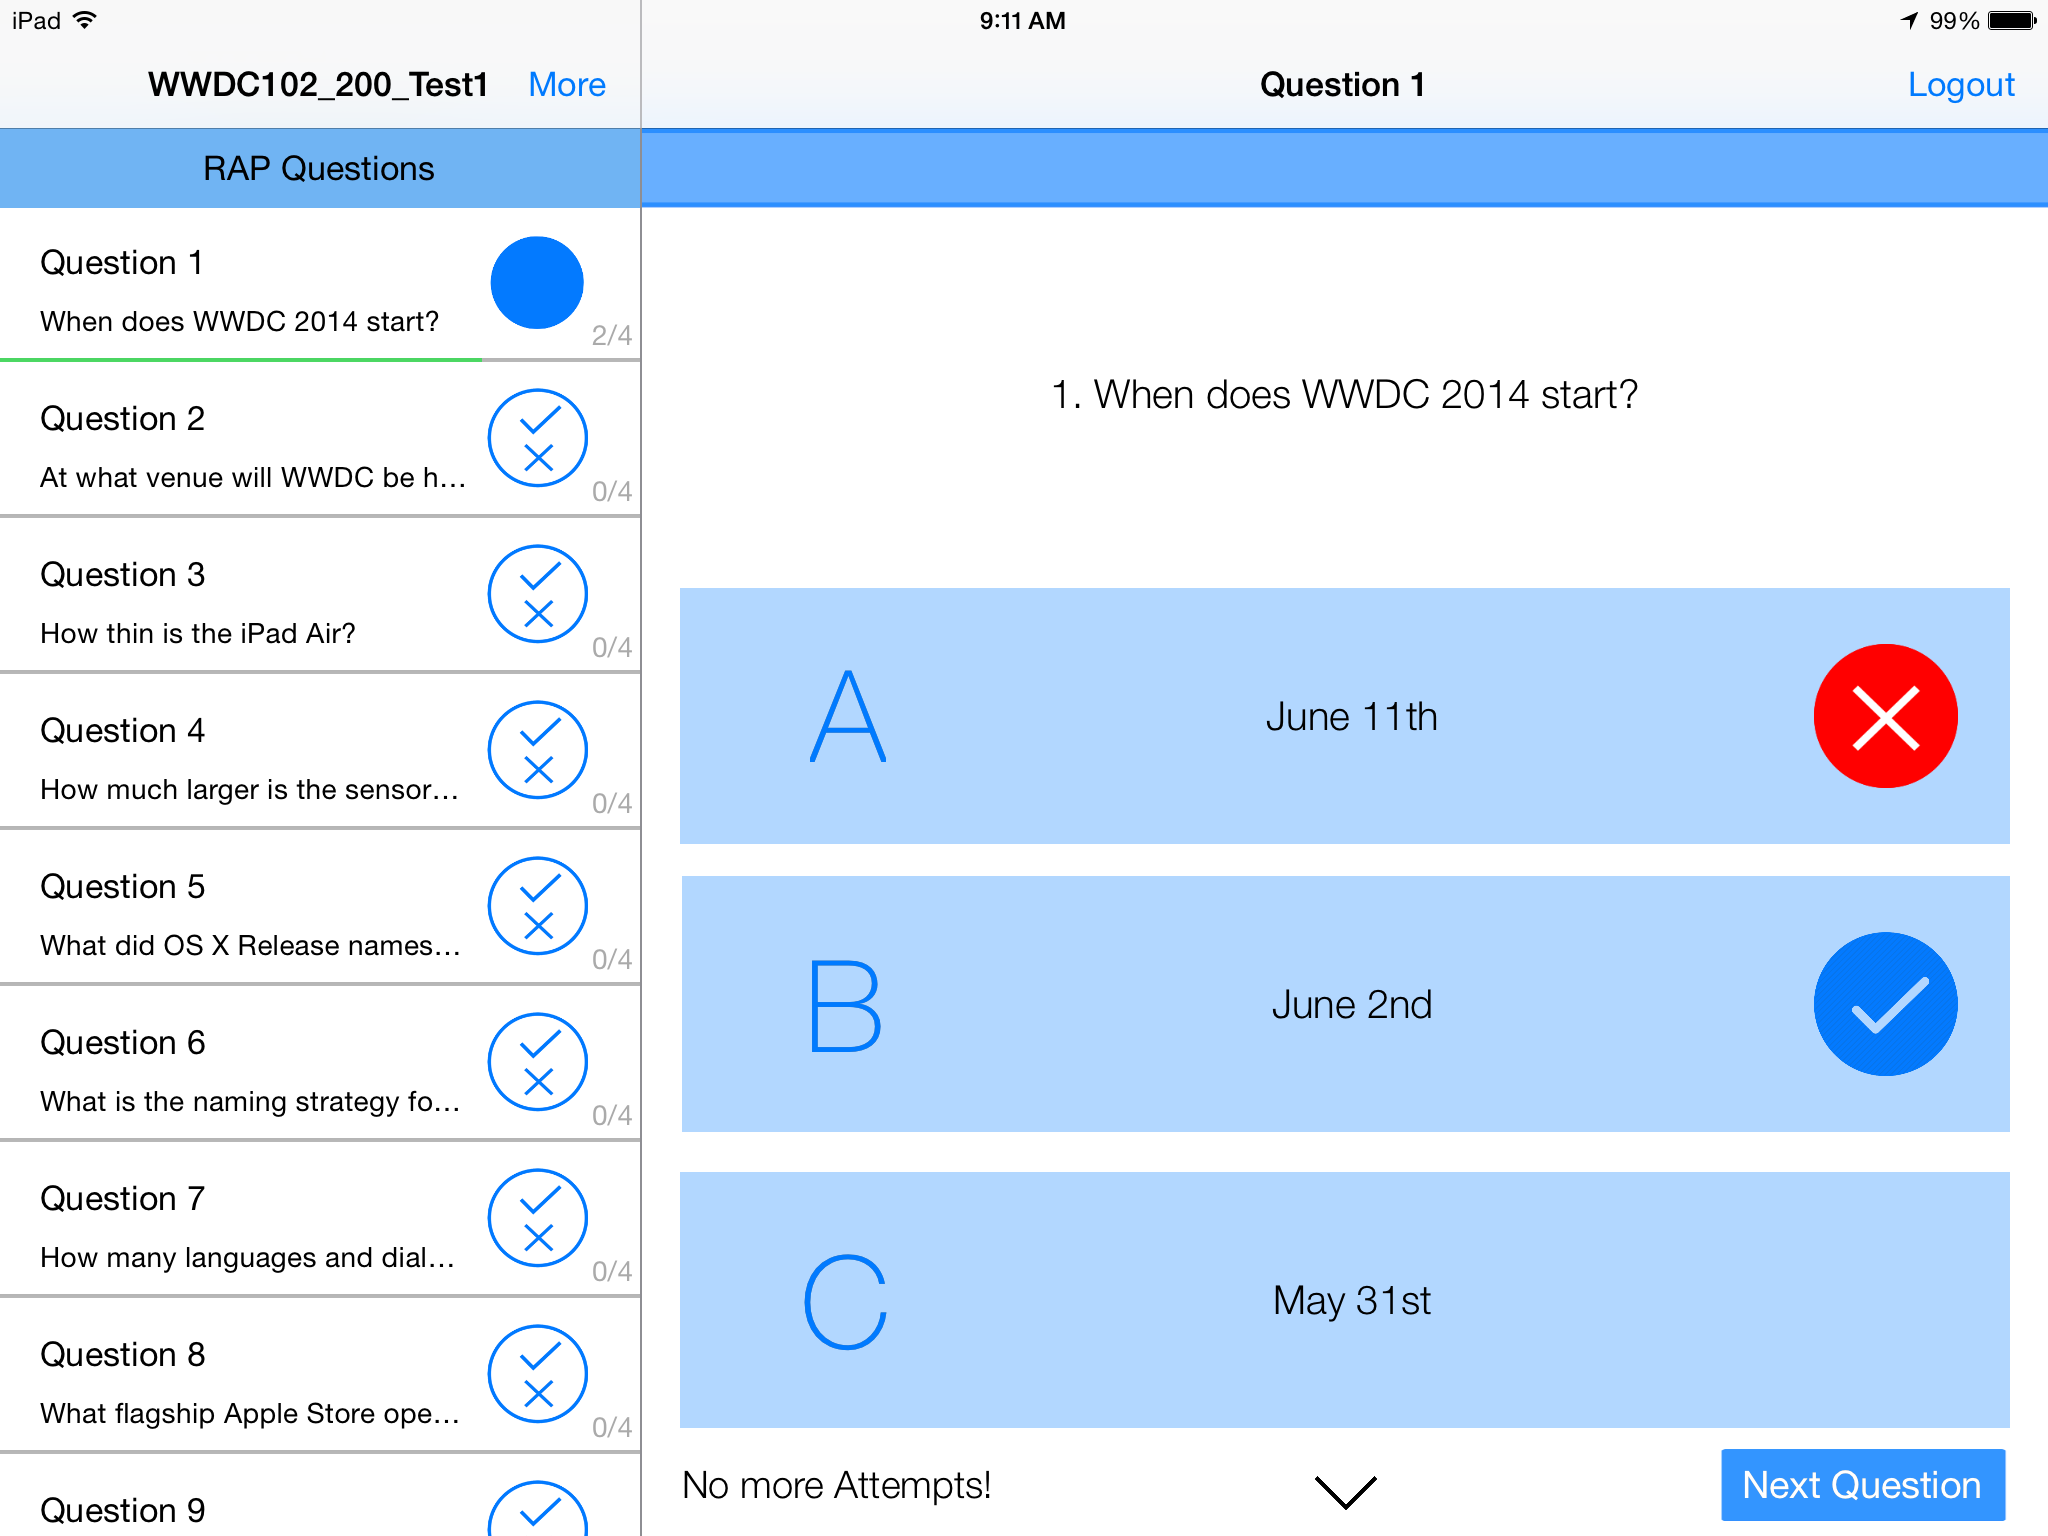 iPad
9:11 AM
99%
WWDC102_200_Test1
More
Question 1
Logout
RAP Questions
Question 1
When does WWDC 2014 start?
2/4
Question 2
At what venue will WWDC be h...
0/4
Question 3
How thin is the iPad Air?
0/4
Question 4
How much larger is the sensor...
0/4
Question 5
What did OS X Release names...
0/4
Question 6
What is the naming strategy fo...
0/4
Question 7
How many languages and dial...
0/4
Question 8
What flagship Apple Store ope...
0/4
Question 9
1. When does WWDC 2014 start?
A
June 11th
B
June 2nd
C
May 31st
No more Attempts!
Next Question